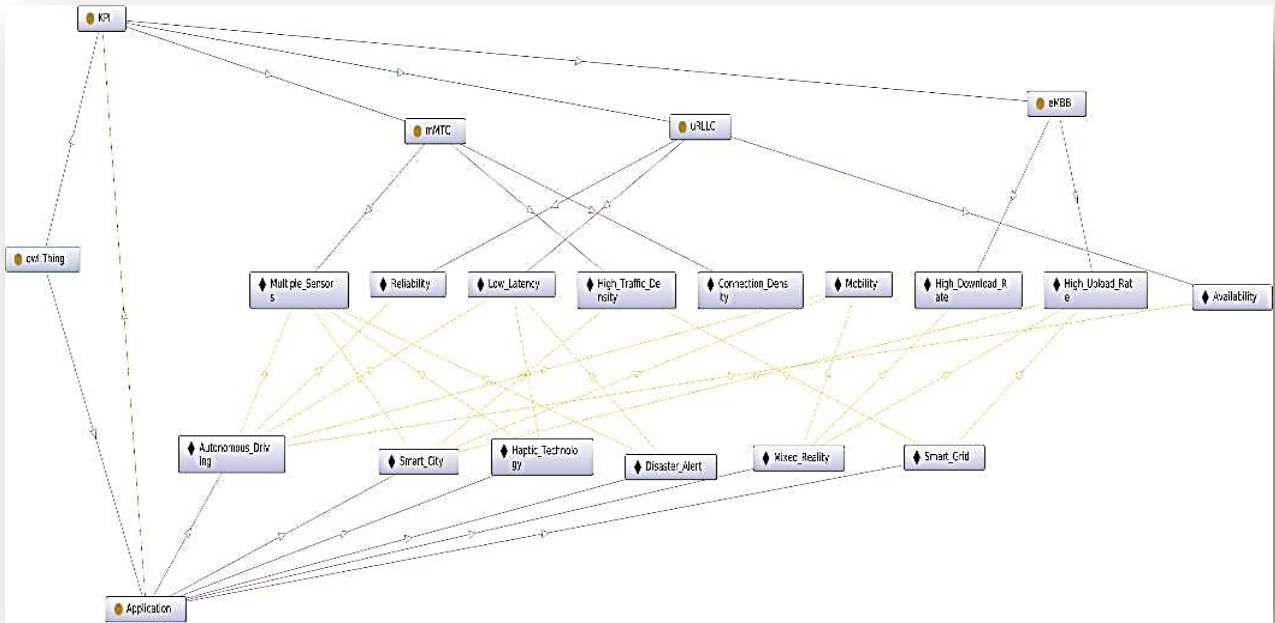 KPI
eMBB
mMTC
uRLLC
owl:Thing
Multiple_Sensor
s
Reliability
Low_Latency
High_Traffic_De
nsity
Connection_Dens
ity
Mobility
High_Download_R
ate
High_Upload_Rat
e
Availability
Autonomous_Driv
ing
Smart_City
Haptic_Technolo
gy
Disaster_Alert
Mixed_Reality
Smart_Grid
Application